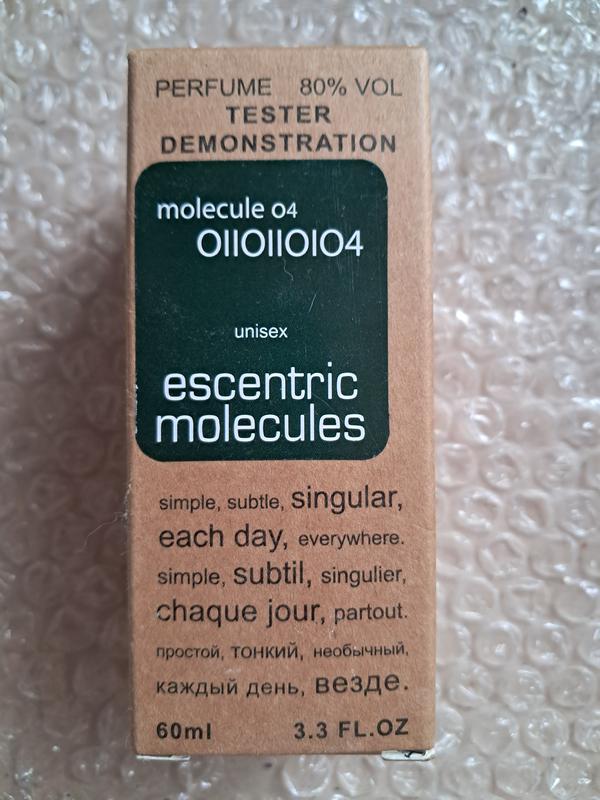 PERFUME 80% VOL
TESTER
DEMONSTRATION
molecule 04
0110110104
unisex
escentric
molecules
simple, subtle, singular,
each day, everywhere.
simple, subtil, singulier,
chaque jour, partout.
простой, тонкий, необычный,
каждый день, везде.
60ml 3.3 FL.OZ